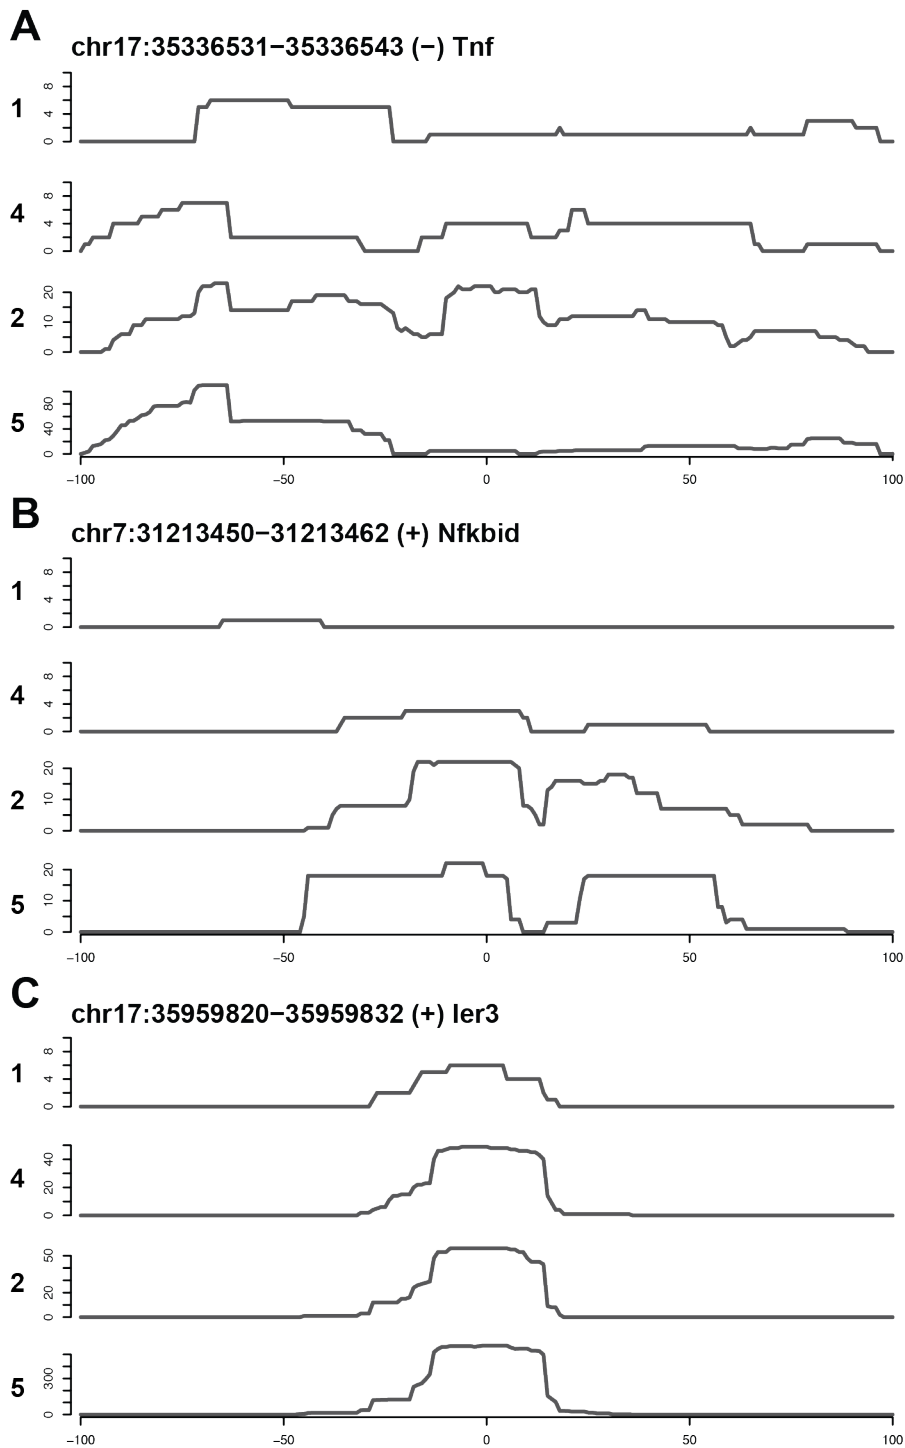 A
chr17:35336531−35336543 (−) Tnf
1
0 4 8
4
0 4 8
2
0 10 20
5
0 40 80
−100 −50 0 50 100
B
chr7:31213450−31213462 (+) Nfkbid
1
0 4 8
4
0 4 8
2
0 10 20
5
0 10 20
−100 −50 0 50 100
C
chr17:35959820−35959832 (+) Ier3
1
0 4 8
4
0 20 40
2
0 20 50
5
0 300
−100 −50 0 50 100